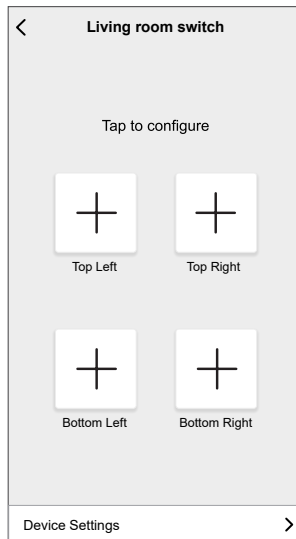 Living room switch
Tap to configure
Top Left Top Right
Bottom Left Bottom Right
Device Settings